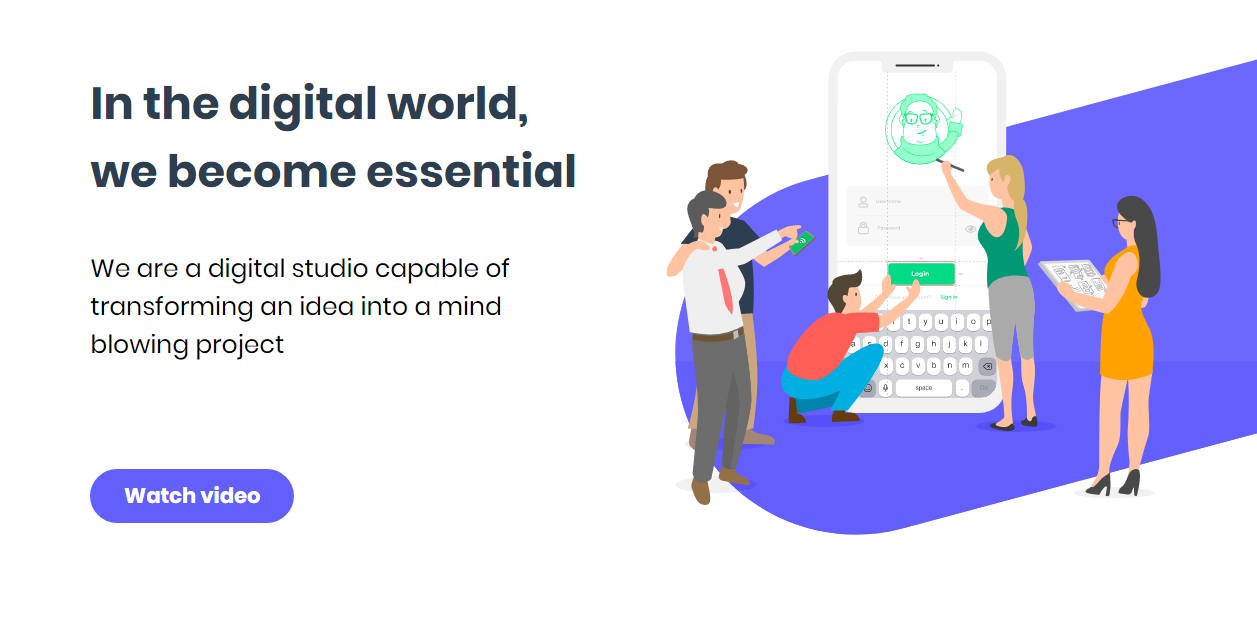 In the digital world,
we become essential
We are a digital studio capable of
transforming an idea into a mind
blowing project
Watch video
Username
Password
Login
Sign in
t y u i o p
a s d f g h j k l
x c v b n m
space